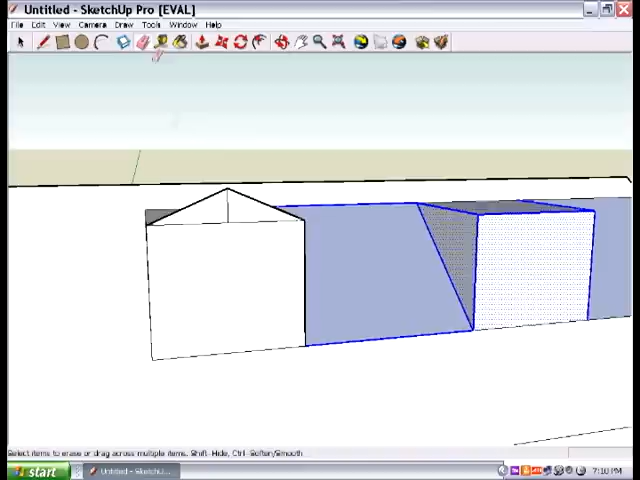 Untitled - SketchUp Pro [EVAL]
File Edit View Camera Draw Tools Window Help
Select items to erase or drag across multiple items. Shift-Hide, Ctrl-Soften/Smooth
start
Untitled - SketchU...
7:10 PM